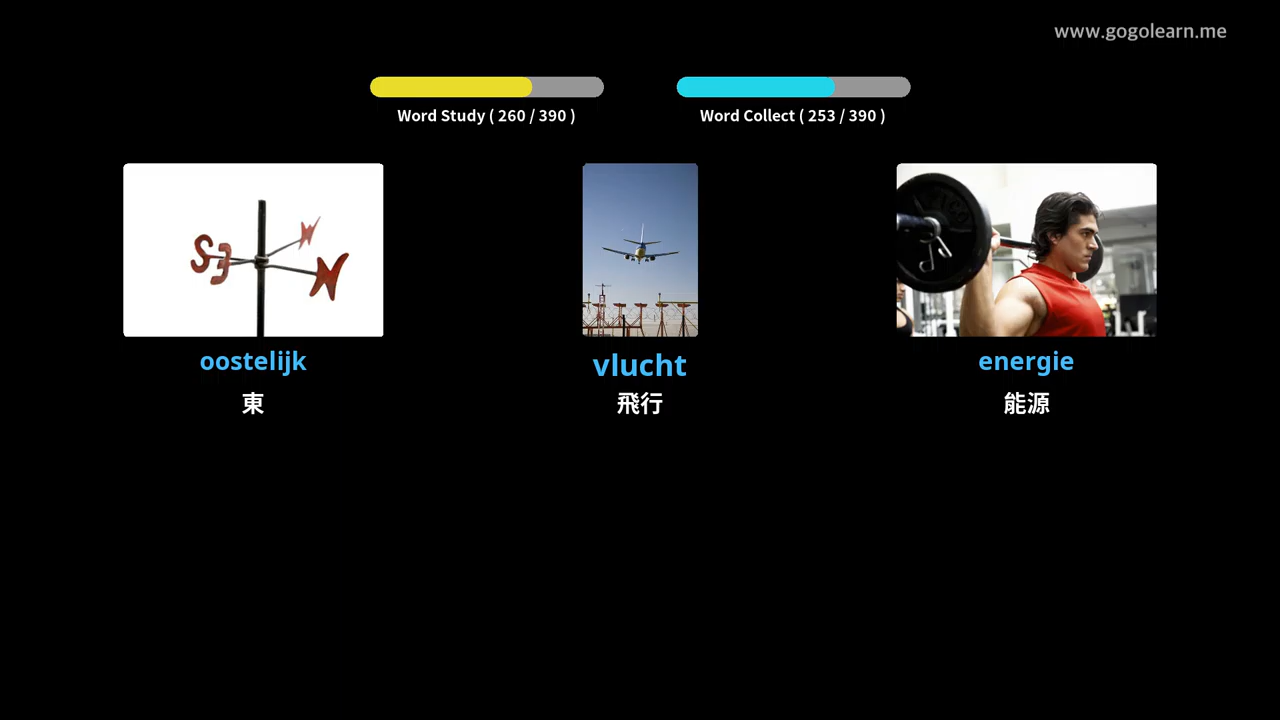 www.gogolearn.me
Word Study ( 260 / 390 )
Word Collect ( 253 / 390 )
S E N W
oostelijk
vlucht
energie
東
飛行
能源